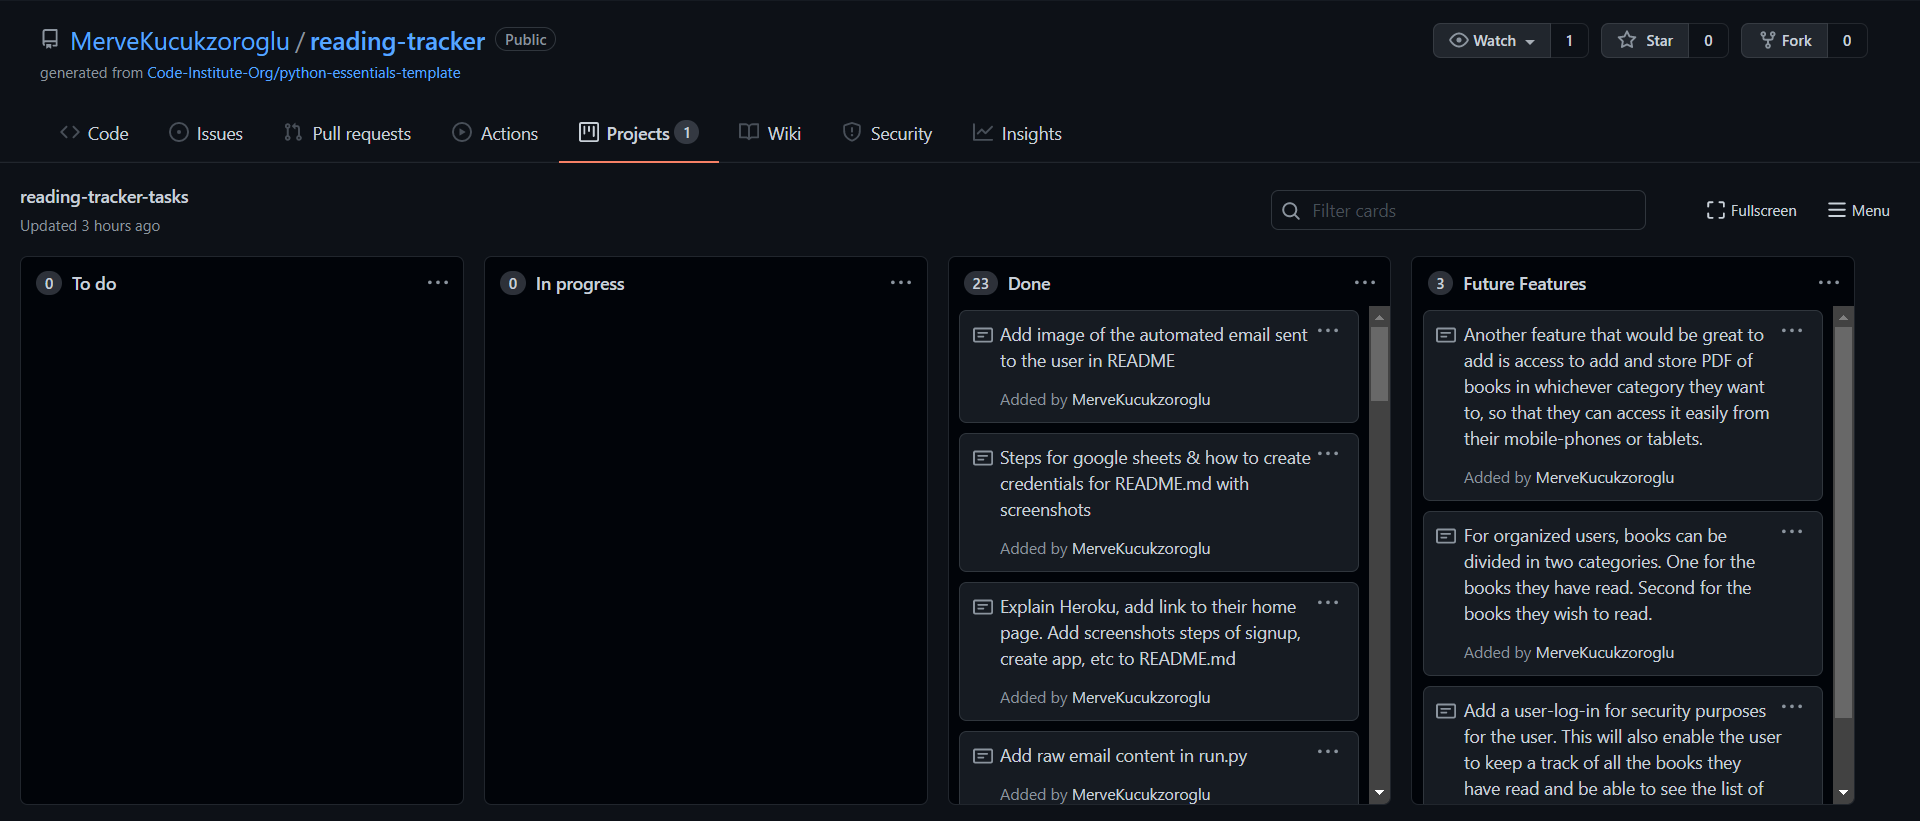 MerveKucukzoroglu / reading-tracker Public
generated from Code-Institute-Org/python-essentials-template
Watch 1 Star 0 Fork 0
Code Issues Pull requests Actions Projects 1 Wiki Security Insights
reading-tracker-tasks
Updated 3 hours ago
Filter cards
Fullscreen
Menu
0 To do
0 In progress
23 Done
Add image of the automated email sent
to the user in README
Added by MerveKucukzoroglu
Steps for google sheets & how to create
credentials for README.md with
screenshots
Added by MerveKucukzoroglu
Explain Heroku, add link to their home
page. Add screenshots steps of signup,
create app, etc to README.md
Added by MerveKucukzoroglu
Add raw email content in run.py
Added by MerveKucukzoroglu
3 Future Features
Another feature that would be great to
add is access to add and store PDF of
books in whichever category they want
to, so that they can access it easily from
their mobile-phones or tablets.
Added by MerveKucukzoroglu
For organized users, books can be
divided in two categories. One for the
books they have read. Second for the
books they wish to read.
Added by MerveKucukzoroglu
Add a user-log-in for security purposes
for the user. This will also enable the user
to keep a track of all the books they
have read and be able to see the list of